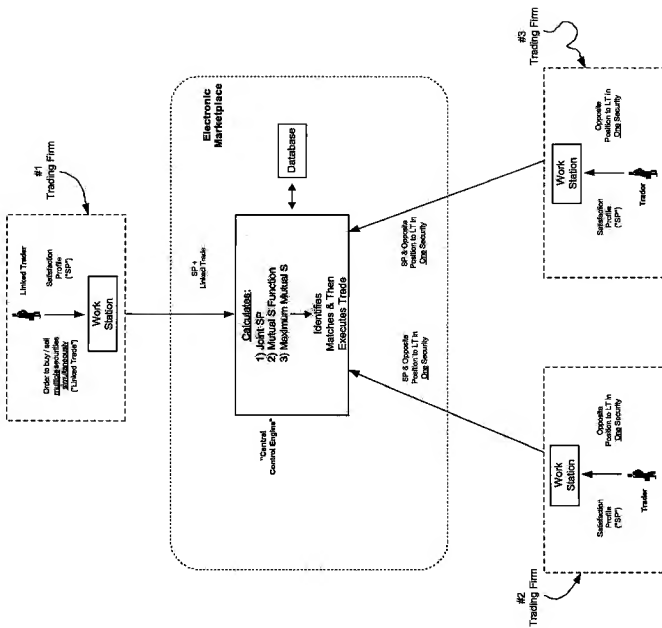 #1
Trading Firm
Linked Trader
Satisfaction
Profile
("SP")
Order to buy / sell
multiple securities
simultaneously
("Linked Trade")
Work
Station
SP +
Linked Trade
Electronic
Marketplace
"Central
Control Engine"
Calculates:
1) Joint SP
2) Mutual S Function
3) Maximum Mutual S
Identifies
Matches & Then
Executes Trade
Database
SP & Opposite
Position to LT In
One Security
SP & Opposite
Position to LT In
One Security
#2
Trading Firm
Work
Station
Satisfaction
Profile
("SP")
Opposite
Position to LT In
One Security
Trader
#3
Trading Firm
Work
Station
Satisfaction
Profile
("SP")
Opposite
Position to LT In
One Security
Trader